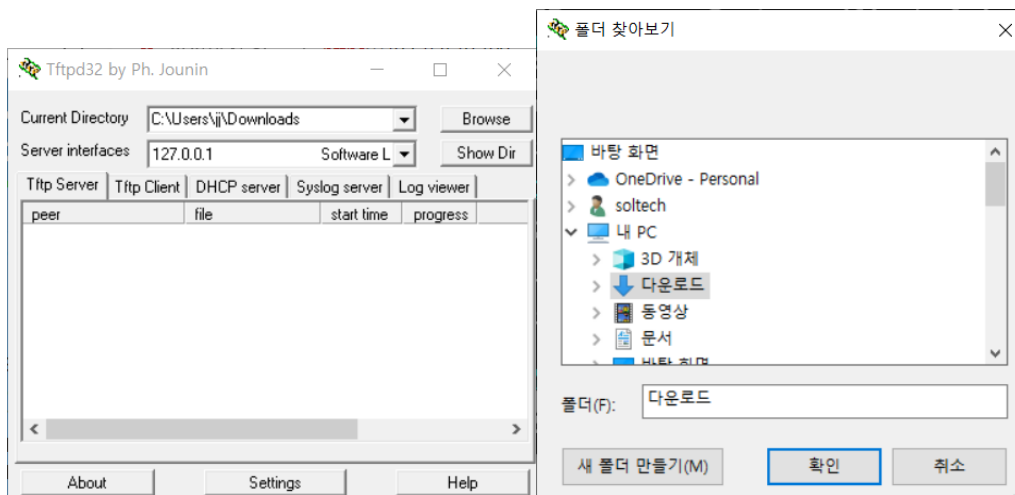 Tftpd32 by Ph. Jounin
Current Directory C:\Users\jj\Downloads Browse
Server interfaces 127.0.0.1 Software L Show Dir
Tftp Server Tftp Client DHCP server Syslog server Log viewer
peer file start time progress
About Settings Help
폴더 찾아보기
바탕 화면
OneDrive - Personal
soltech
내 PC
3D 개체
다운로드
동영상
문서
바탕 화면
폴더(F): 다운로드
새 폴더 만들기(M) 확인 취소